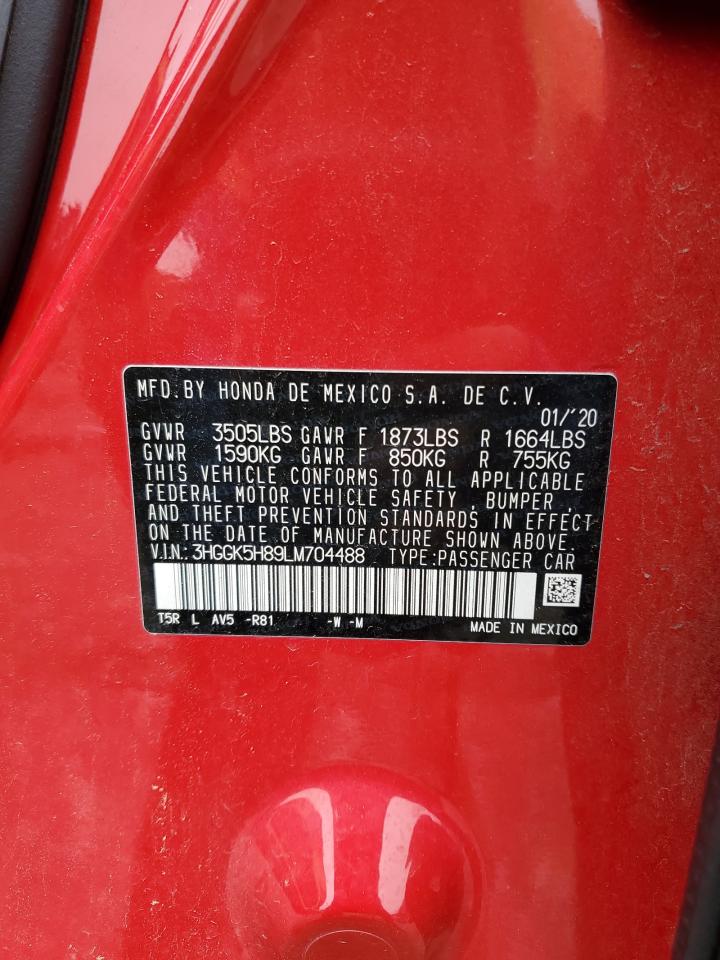 MFD.BY HONDA DE MEXICO S.A. DE C.V.
01/'20
GVWR 3505LBS GAWR F 1873LBS R 1664LBS
GVWR 1590KG GAWR F 850KG R 755KG
THIS VEHICLE CONFORMS TO ALL APPLICABLE
FEDERAL MOTOR VEHICLE SAFETY , BUMPER ,
AND THEFT PREVENTION STANDARDS IN EFFECT
ON THE DATE OF MANUFACTURE SHOWN ABOVE.
V.I.N.: 3HGGK5H89LM704488 TYPE:PASSENGER CAR
T5R L AV5 -R81 -W -M
MADE IN MEXICO